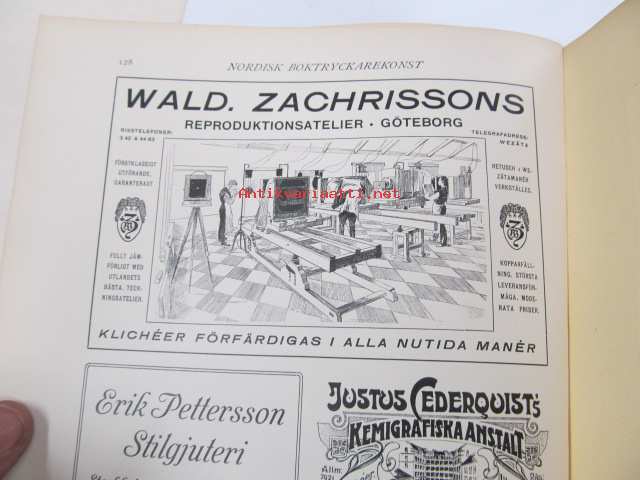 128
NORDISK BOKTRYCKAREKONST
WALD. ZACHRISSONS
REPRODUKTIONSATELIER · GÖTEBORG
RIKSTELEFONER:
TELEGRAFADRESS:
WEZÄTA
FÖRSTKLASSIGT
UTFÖRANDE,
GARANTERAST
RETUSCH I WE-
ZÄTAMANÉR
VERKSTÄLLES.
Antikvariaatti.net
FULLT JÄM-
FÖRLIGT MED
UTLANDETS
BÄSTA. TECK-
NINGSATELIER.
KOPPARFÄLL-
NING. STÖRSTA
LEVERANSFÖR-
MÅGA. MODE-
RATA PRISER.
KLICHÉER FÖRFÄRDIGAS I ALLA NUTIDA MANÉR
Erik Pettersson
Stilgjuteri
JUSTUS CEDERQUIST'S
KEMIGRAFISKA ANSTALT
Allm.
7921